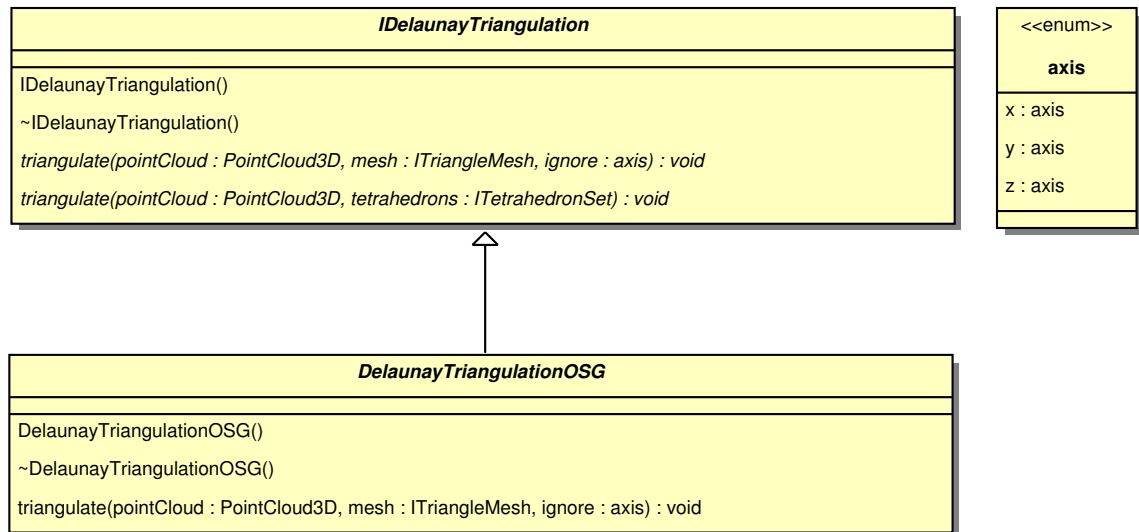 IDelaunayTriangulation
IDelaunayTriangulation()
~IDelaunayTriangulation()
triangulate(pointCloud : PointCloud3D, mesh : ITriangleMesh, ignore : axis) : void
triangulate(pointCloud : PointCloud3D, tetrahedrons : ITetrahedronSet) : void
<<enum>>
axis
x : axis
y : axis
z : axis
DelaunayTriangulationOSG
DelaunayTriangulationOSG()
~DelaunayTriangulationOSG()
triangulate(pointCloud : PointCloud3D, mesh : ITriangleMesh, ignore : axis) : void